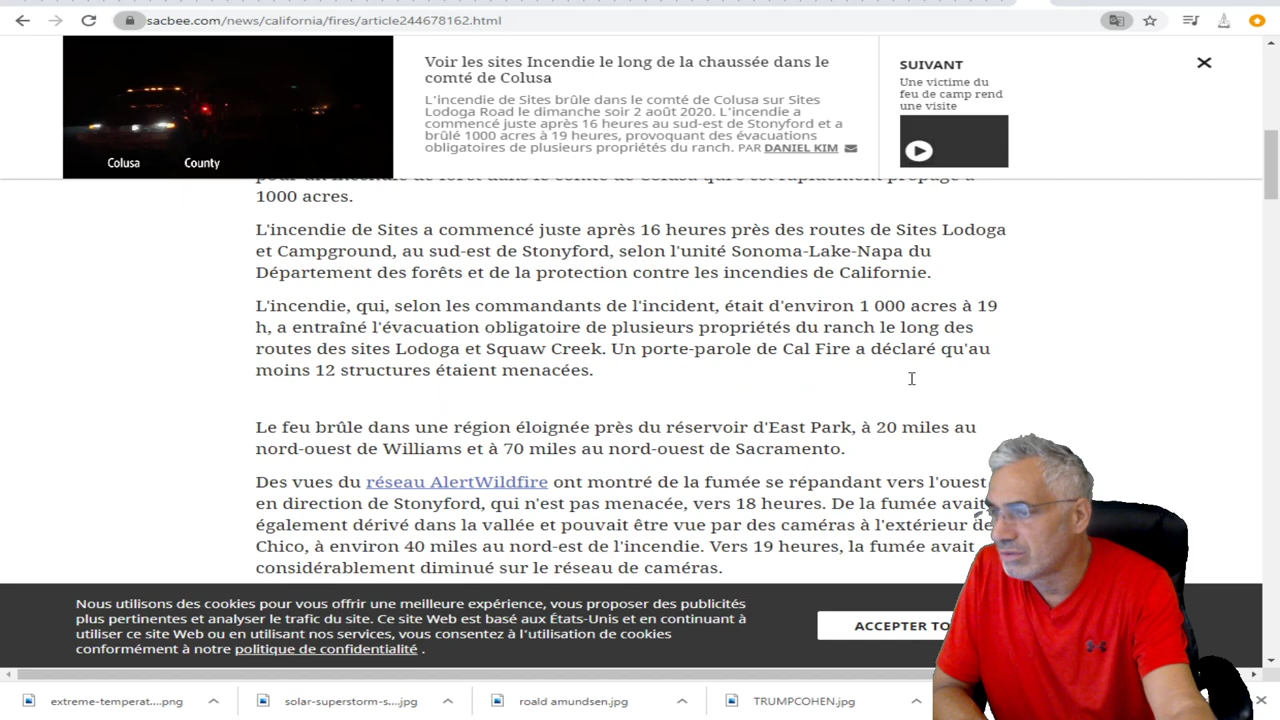 sacbee.com/news/california/fires/article244678162.html
Voir les sites Incendie le long de la chaussée dans le
comté de Colusa
L'incendie de Sites brûle dans le comté de Colusa sur Sites
Lodoga Road le dimanche soir 2 août 2020. L'incendie a
commencé juste après 16 heures au sud-est de Stonyford et a
brûlé 1000 acres à 19 heures, provoquant des évacuations
obligatoires de plusieurs propriétés du ranch. PAR DANIEL KIM
SUIVANT
Une victime du
feu de camp rend
une visite
Colusa County
1000 acres.
L'incendie de Sites a commencé juste après 16 heures près des routes de Sites Lodoga
et Campground, au sud-est de Stonyford, selon l'unité Sonoma-Lake-Napa du
Département des forêts et de la protection contre les incendies de Californie.
L'incendie, qui, selon les commandants de l'incident, était d'environ 1 000 acres à 19
h, a entraîné l'évacuation obligatoire de plusieurs propriétés du ranch le long des
routes des sites Lodoga et Squaw Creek. Un porte-parole de Cal Fire a déclaré qu'au
moins 12 structures étaient menacées.
Le feu brûle dans une région éloignée près du réservoir d'East Park, à 20 miles au
nord-ouest de Williams et à 70 miles au nord-ouest de Sacramento.
Des vues du réseau AlertWildfire ont montré de la fumée se répandant vers l'ouest
en direction de Stonyford, qui n'est pas menacée, vers 18 heures. De la fumée avait
également dérivé dans la vallée et pouvait être vue par des caméras à l'extérieur de
Chico, à environ 40 miles au nord-est de l'incendie. Vers 19 heures, la fumée avait
considérablement diminué sur le réseau de caméras.
Nous utilisons des cookies pour vous offrir une meilleure expérience, vous proposer des publicités
plus pertinentes et analyser le trafic du site. Ce site Web est basé aux États-Unis et en continuant à
utiliser ce site Web ou en utilisant nos services, vous consentez à l'utilisation de cookies
conformément à notre politique de confidentialité .
ACCEPTER TO
extreme-temperat....png
solar-superstorm-s....jpg
roald amundsen.jpg
TRUMPCOHEN.jpg